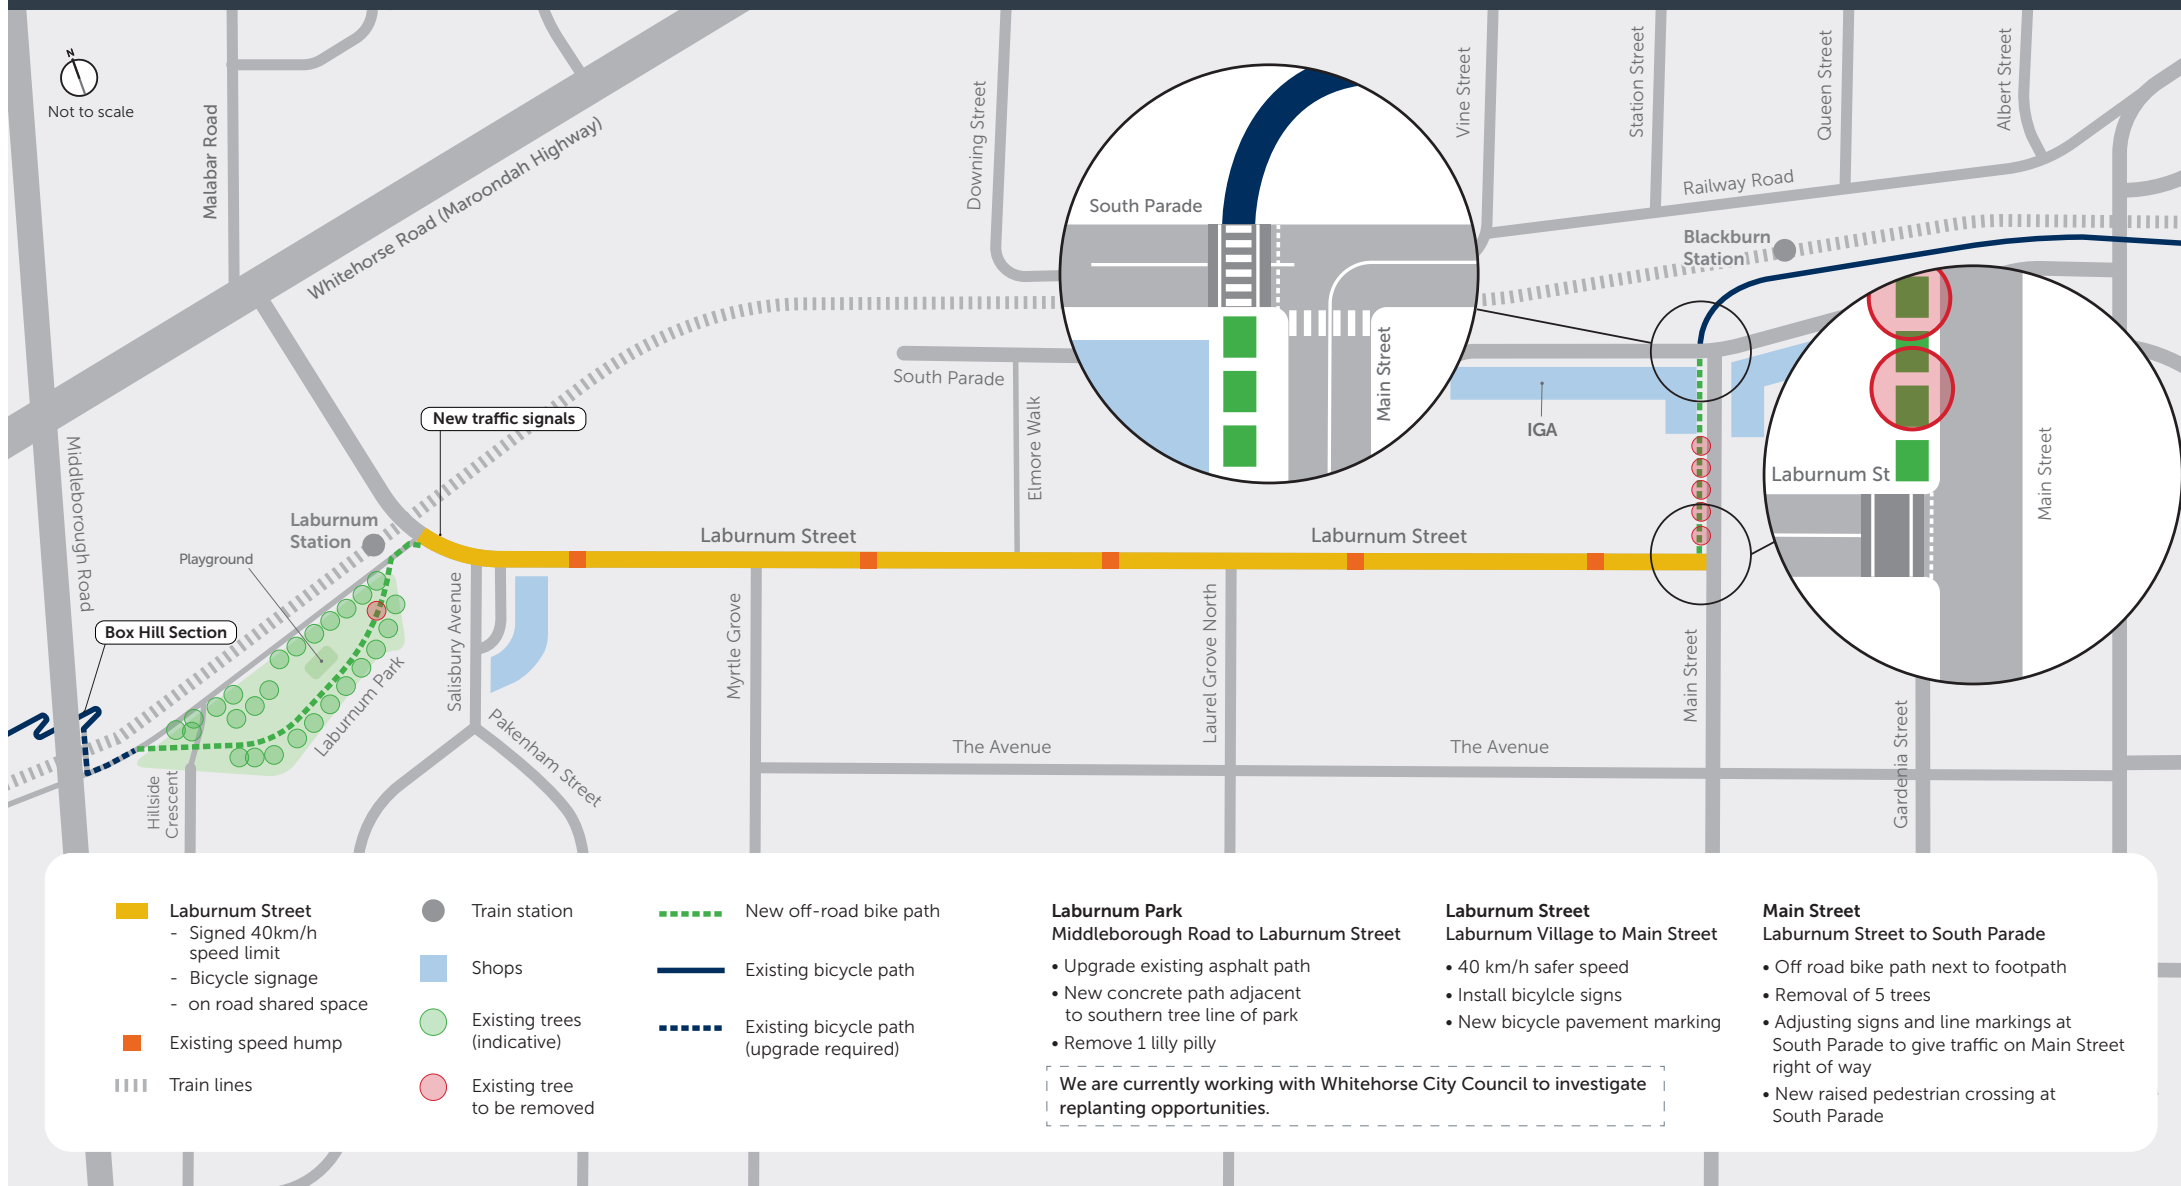 N
Not to scale
Malabar Road
Whitehorse Road (Maroondah Highway)
Downing Street
South Parade
Main Street
Vine Street
Station Street
Queen Street
Albert Street
Railway Road
Blackburn
Station
New traffic signals
Middleborough Road
Laburnum
Station
Playground
Box Hill Section
Laburnum Park
Hillside
Crescent
Salisbury Avenue
Pakenham Street
Laburnum Street
Myrtle Grove
South Parade
Elmore Walk
Laburnum Street
Laurel Grove North
The Avenue
The Avenue
IGA
Main Street
Laburnum St
Main Street
Gardenia Street
Laburnum Street
- Signed 40km/h
speed limit
- Bicycle signage
- on road shared space
Existing speed hump
Train lines
Train station
Shops
Existing trees
(indicative)
Existing tree
to be removed
New off-road bike path
Existing bicycle path
Existing bicycle path
(upgrade required)
Laburnum Park
Middleborough Road to Laburnum Street
• Upgrade existing asphalt path
• New concrete path adjacent
to southern tree line of park
• Remove 1 lilly pilly
We are currently working with Whitehorse City Council to investigate
replanting opportunities.
Laburnum Street
Laburnum Village to Main Street
• 40 km/h safer speed
• Install bicylcle signs
• New bicycle pavement marking
Main Street
Laburnum Street to South Parade
• Off road bike path next to footpath
• Removal of 5 trees
• Adjusting signs and line markings at
South Parade to give traffic on Main Street
right of way
• New raised pedestrian crossing at
South Parade